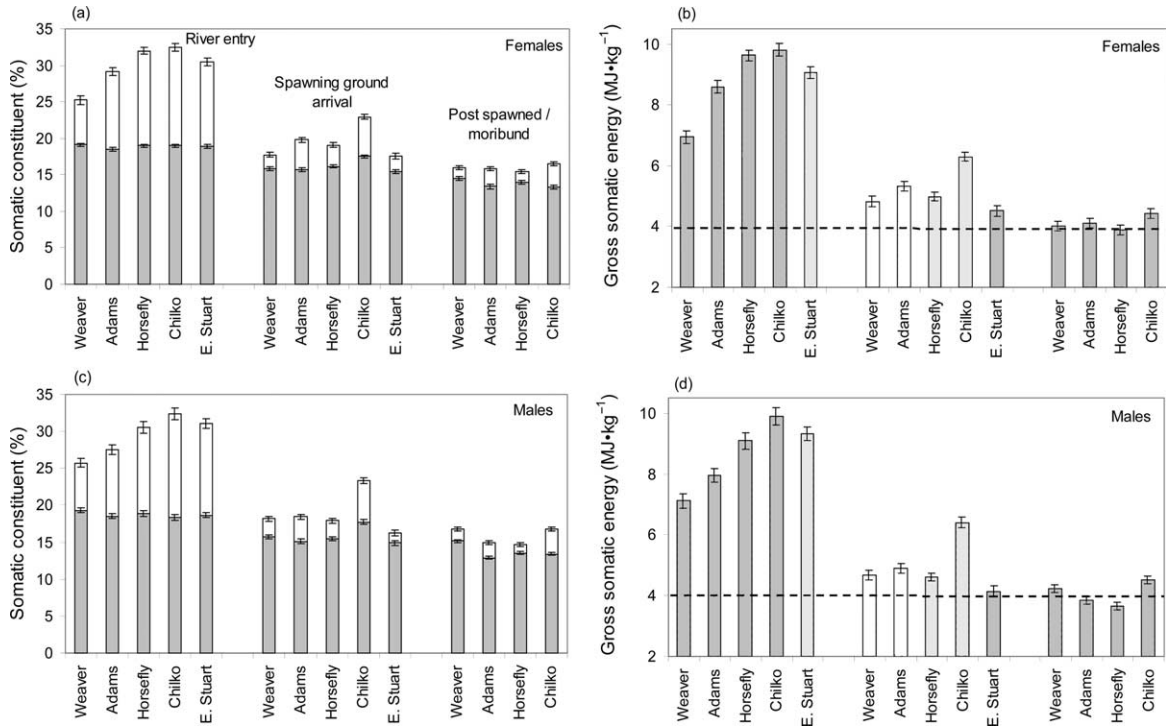 (a)
Somatic constituent (%)
35
30
25
20
15
10
5
0
River entry
Females
Spawning ground
arrival
Post spawned /
moribund
Weaver
Adams
Horsefly
Chilko
E. Stuart
Weaver
Adams
Horsefly
Chilko
E. Stuart
Weaver
Adams
Horsefly
Chilko
(b)
Gross somatic energy (MJ•kg⁻¹)
10
8
6
4
2
Females
Weaver
Adams
Horsefly
Chilko
E. Stuart
Weaver
Adams
Horsefly
Chilko
E. Stuart
Weaver
Adams
Horsefly
Chilko
(c)
Somatic constituent (%)
35
30
25
20
15
10
5
0
Males
Weaver
Adams
Horsefly
Chilko
E. Stuart
Weaver
Adams
Horsefly
Chilko
E. Stuart
Weaver
Adams
Horsefly
Chilko
(d)
Gross somatic energy (MJ•kg⁻¹)
10
8
6
4
2
Males
Weaver
Adams
Horsefly
Chilko
E. Stuart
Weaver
Adams
Horsefly
Chilko
E. Stuart
Weaver
Adams
Horsefly
Chilko